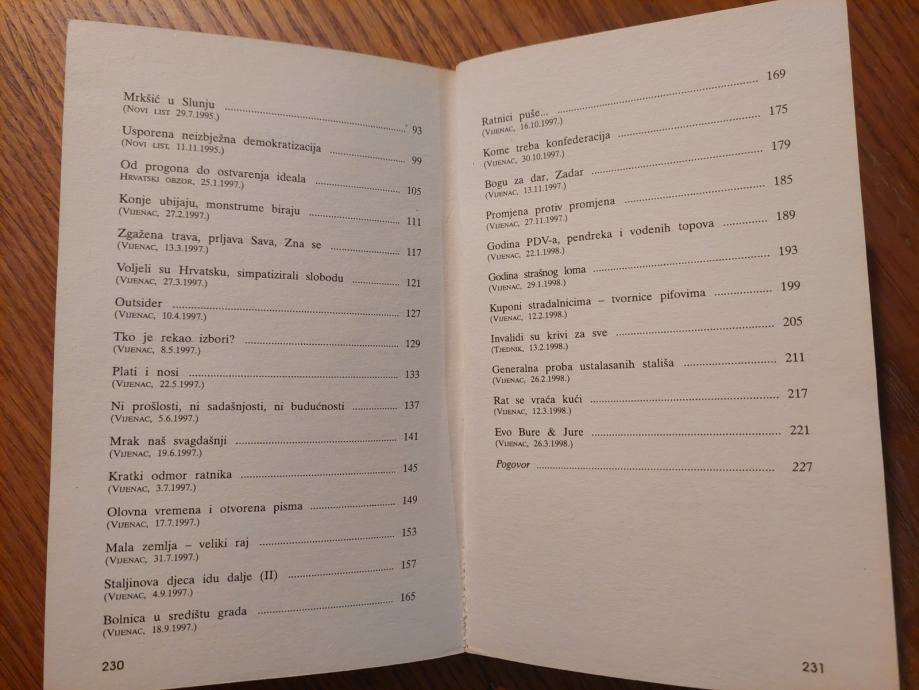 Mrkšić u Slunju ........ 93
(Novi list 29.7.1995.)
Usporena neizbježna demokratizacija ........ 99
(Novi list, 11.11.1995.)
Od progona do ostvarenja ideala ........ 105
Hrvatski obzor, 25.1.1997.)
Konje ubijaju, monstrume biraju ........ 111
(Vijenac, 27.2.1997.)
Zgažena trava, prljava Sava, Zna se ........ 117
(Vijenac, 13.3.1997.)
Voljeli su Hrvatsku, simpatizirali slobodu ........ 121
(Vijenac, 27.3.1997.)
Outsider ........ 127
(Vijenac, 10.4.1997.)
Tko je rekao izbori? ........ 129
(Vijenac, 8.5.1997.)
Plati i nosi ........ 133
(Vijenac, 22.5.1997.)
Ni prošlosti, ni sadašnjosti, ni budućnosti ........ 137
(Vijenac, 5.6.1997.)
Mrak naš svagdašnji ........ 141
(Vijenac, 19.6.1997.)
Kratki odmor ratnika ........ 145
(Vijenac, 3.7.1997.)
Olovna vremena i otvorena pisma ........ 149
(Vijenac, 17.7.1997.)
Mala zemlja – veliki raj ........ 153
(Vijenac, 31.7.1997.)
Staljinova djeca idu dalje (II) ........ 157
(Vijenac, 4.9.1997.)
Bolnica u središtu grada ........ 165
(Vijenac, 18.9.1997.)
230
Ratnici puše... ........ 169
(Vijenac, 16.10.1997.)
Kome treba konfederacija ........ 175
(Vijenac, 30.10.1997.)
Bogu za dar, Zadar ........ 179
(Vijenac, 13.11.1997.)
Promjena protiv promjena ........ 185
(Vijenac, 27.11.1997.)
Godina PDV-a, pendreka i vodenih topova ........ 189
(Vijenac, 22.1.1998.)
Godina strašnog loma ........ 193
(Vijenac, 29.1.1998.)
Kuponi stradalnicima – tvornice pifovima ........ 199
(Vijenac, 12.2.1998.)
Invalidi su krivi za sve ........ 205
(Tjednik, 13.2.1998.)
Generalna proba ustalasanih stališa ........ 211
(Vijenac, 26.2.1998.)
Rat se vraća kući ........ 217
(Vijenac, 12.3.1998.)
Evo Bure & Jure ........ 221
(Vijenac, 26.3.1998.)
Pogovor ........ 227
231